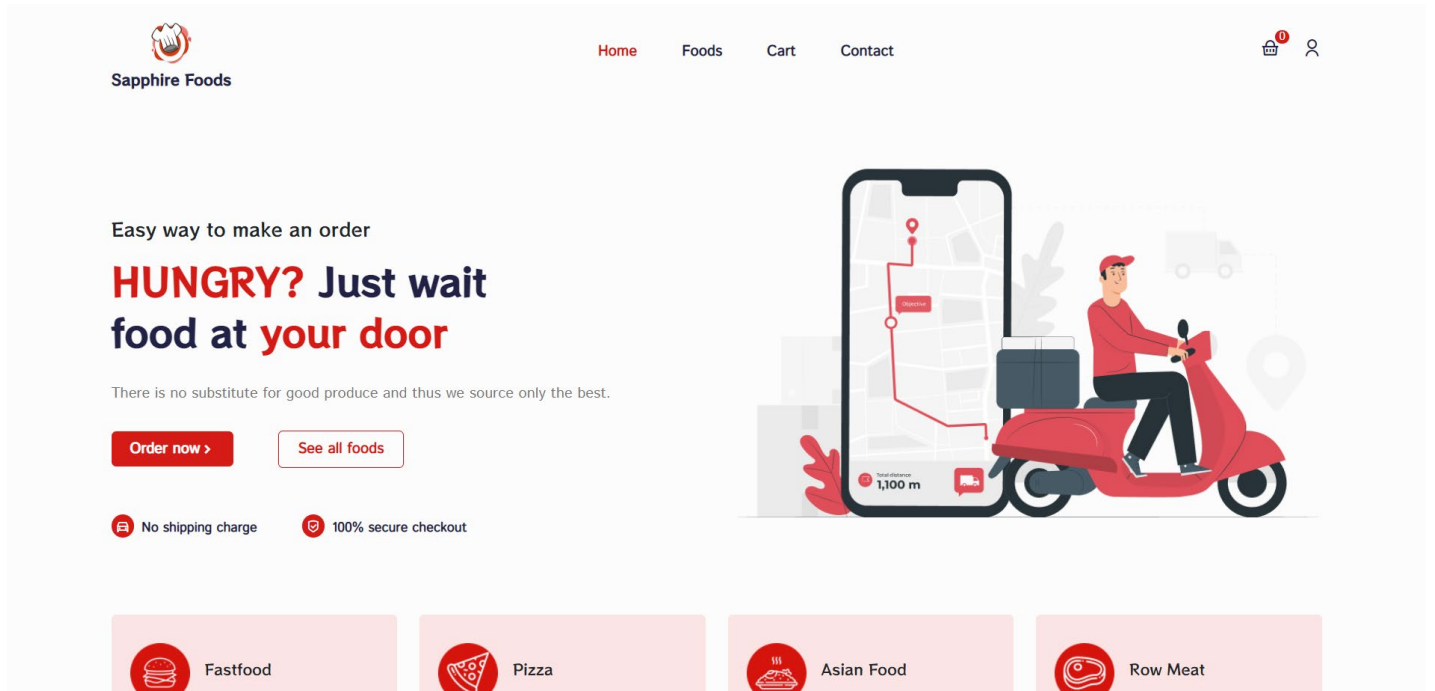 Sapphire Foods
Home Foods Cart Contact
0
Easy way to make an order
HUNGRY? Just wait
food at your door
There is no substitute for good produce and thus we source only the best.
Order now >
See all foods
No shipping charge
100% secure checkout
Objective
Total distance
1,100 m
Fastfood
Pizza
Asian Food
Row Meat